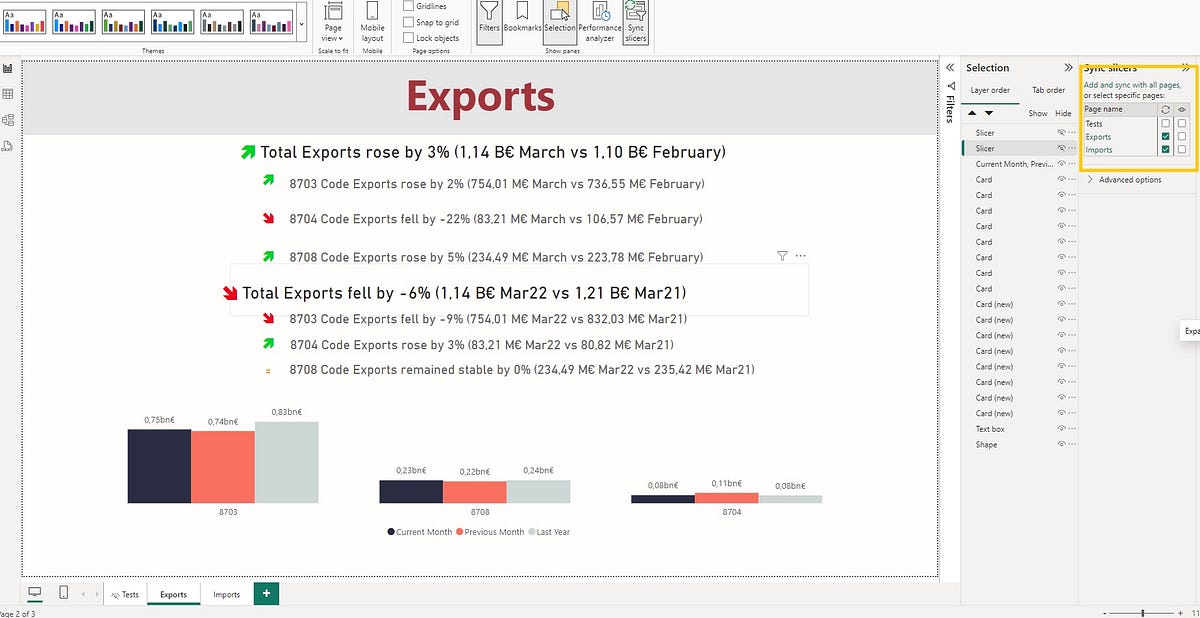 Aa Aa Aa Aa Aa Aa
Themes
Page
view
Scale to fit
Mobile
layout
Mobile
Gridlines
Snap to grid
Lock objects
Page options
Filters
Bookmarks
Selection
Performance
analyzer
Sync
slicers
Show panes
Exports
Total Exports rose by 3% (1,14 B€ March vs 1,10 B€ February)
8703 Code Exports rose by 2% (754,01 M€ March vs 736,55 M€ February)
8704 Code Exports fell by -22% (83,21 M€ March vs 106,57 M€ February)
8708 Code Exports rose by 5% (234,49 M€ March vs 223,78 M€ February)
Total Exports fell by -6% (1,14 B€ Mar22 vs 1,21 B€ Mar21)
8703 Code Exports fell by -9% (754,01 M€ Mar22 vs 832,03 M€ Mar21)
8704 Code Exports rose by 3% (83,21 M€ Mar22 vs 80,82 M€ Mar21)
= 8708 Code Exports remained stable by 0% (234,49 M€ Mar22 vs 235,42 M€ Mar21)
0,75bn€ 0,74bn€ 0,83bn€
8703
0,23bn€ 0,22bn€ 0,24bn€
8708
0,08bn€ 0,11bn€ 0,08bn€
8704
Current Month Previous Month Last Year
Filters
Selection
Layer order Tab order
Show Hide
Slicer
Slicer
Current Month, Previ...
Card
Card
Card
Card
Card
Card
Card
Card
Card (new)
Card (new)
Card (new)
Card (new)
Card (new)
Card (new)
Card (new)
Card (new)
Text box
Shape
Sync slicers
Add and sync with all pages,
or select specific pages:
Page name
Tests
Exports
Imports
Advanced options
Expa
Tests Exports Imports +
Page 2 of 3
- + 11